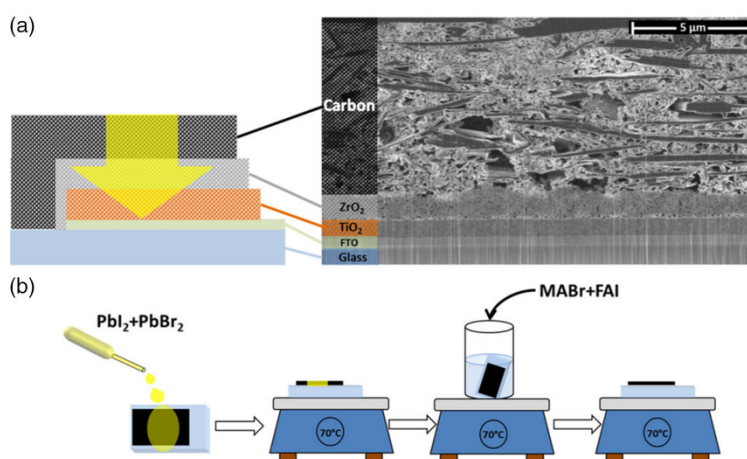 (a)
5 µm
Carbon
ZrO₂
TiO₂
FTO
Glass
(b)
PbI₂+PbBr₂
MABr+FAI
70°C
70°C
70°C